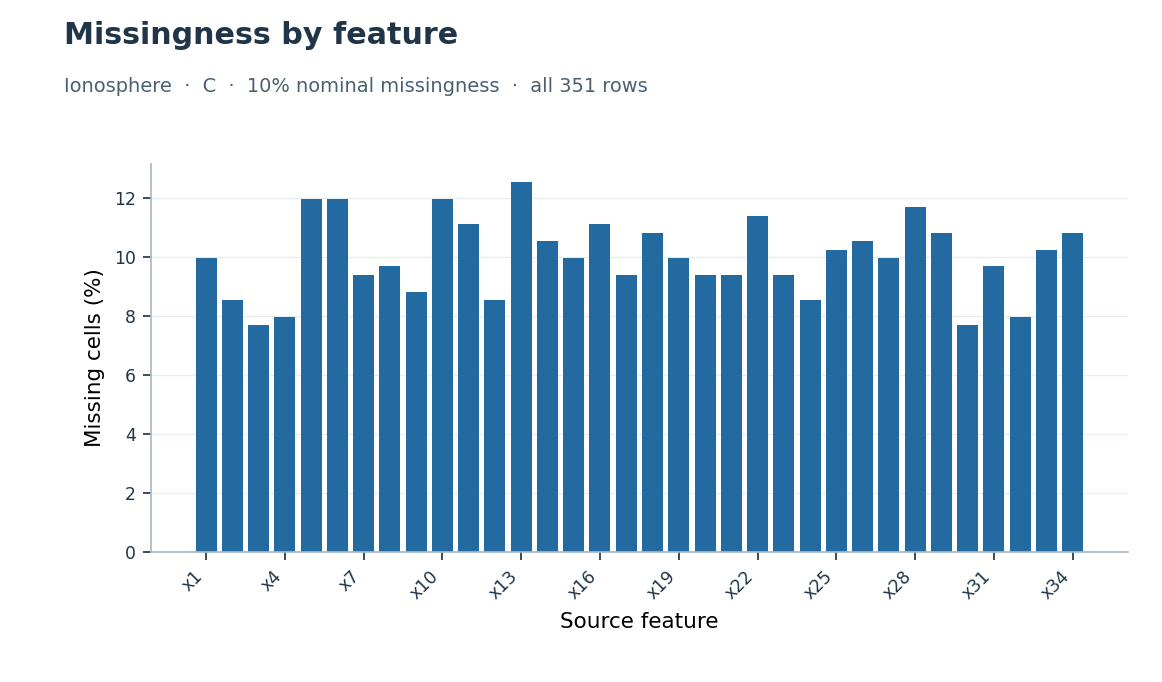 Missingness by feature
Ionosphere · C · 10% nominal missingness · all 351 rows
12
10
8
6
4
2
0
Missing cells (%)
x1 x4 x7 x10 x13 x16 x19 x22 x25 x28 x31 x34
Source feature